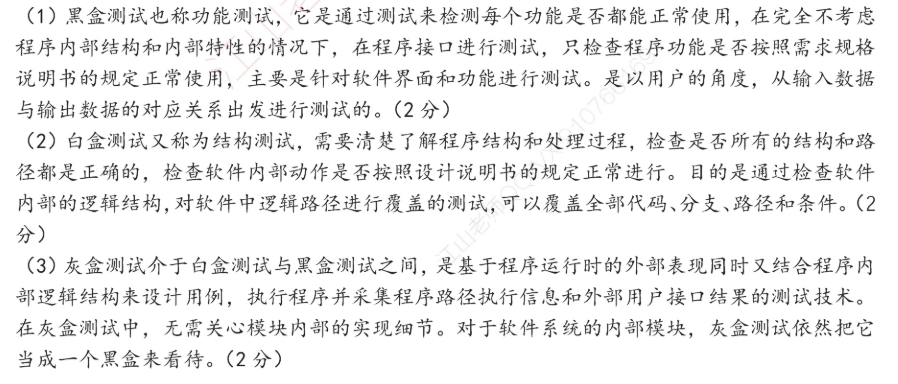 （1）黑盒测试也称功能测试，它是通过测试来检测每个功能是否都能正常使用，在完全不考虑
程序内部结构和内部特性的情况下，在程序接口进行测试，只检查程序功能是否按照需求规格
说明书的规定正常使用，主要是针对软件界面和功能进行测试。是以用户的角度，从输入数据
与输出数据的对应关系出发进行测试的。（2 分）
（2）白盒测试又称为结构测试，需要清楚了解程序结构和处理过程，检查是否所有的结构和路
径都是正确的，检查软件内部动作是否按照设计说明书的规定正常进行。目的是通过检查软件
内部的逻辑结构，对软件中逻辑路径进行覆盖的测试，可以覆盖全部代码、分支、路径和条件。（2
分）
（3）灰盒测试介于白盒测试与黑盒测试之间，是基于程序运行时的外部表现同时又结合程序内
部逻辑结构来设计用例，执行程序并采集程序路径执行信息和外部用户接口结果的测试技术。
在灰盒测试中，无需关心模块内部的实现细节。对于软件系统的内部模块，灰盒测试依然把它
当成一个黑盒来看待。（2 分）